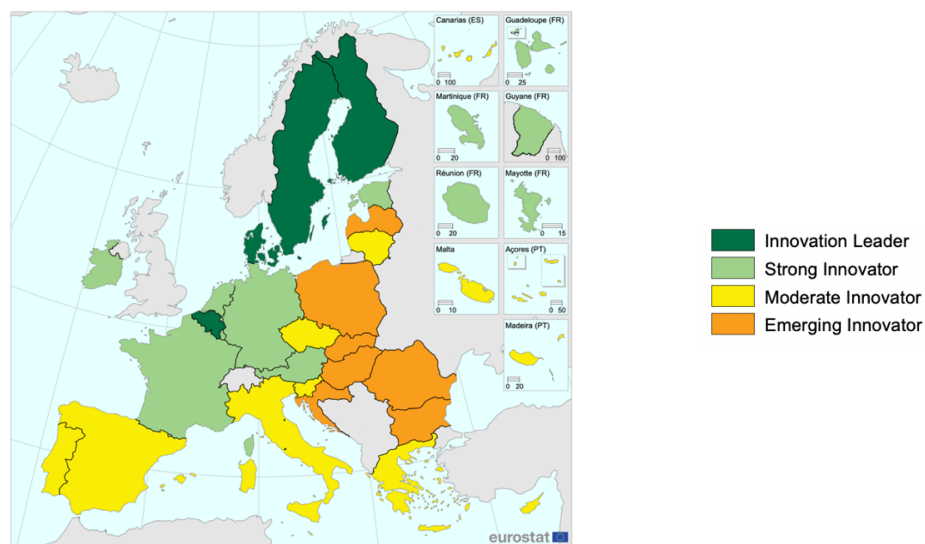 Canarias (ES)
0 100
Guadeloupe (FR)
0 25
Martinique (FR)
0 20
Guyane (FR)
0 100
Réunion (FR)
0 20
Mayotte (FR)
0 15
Malta
0 10
Açores (PT)
0 50
Madeira (PT)
0 20
eurostat
Innovation Leader
Strong Innovator
Moderate Innovator
Emerging Innovator